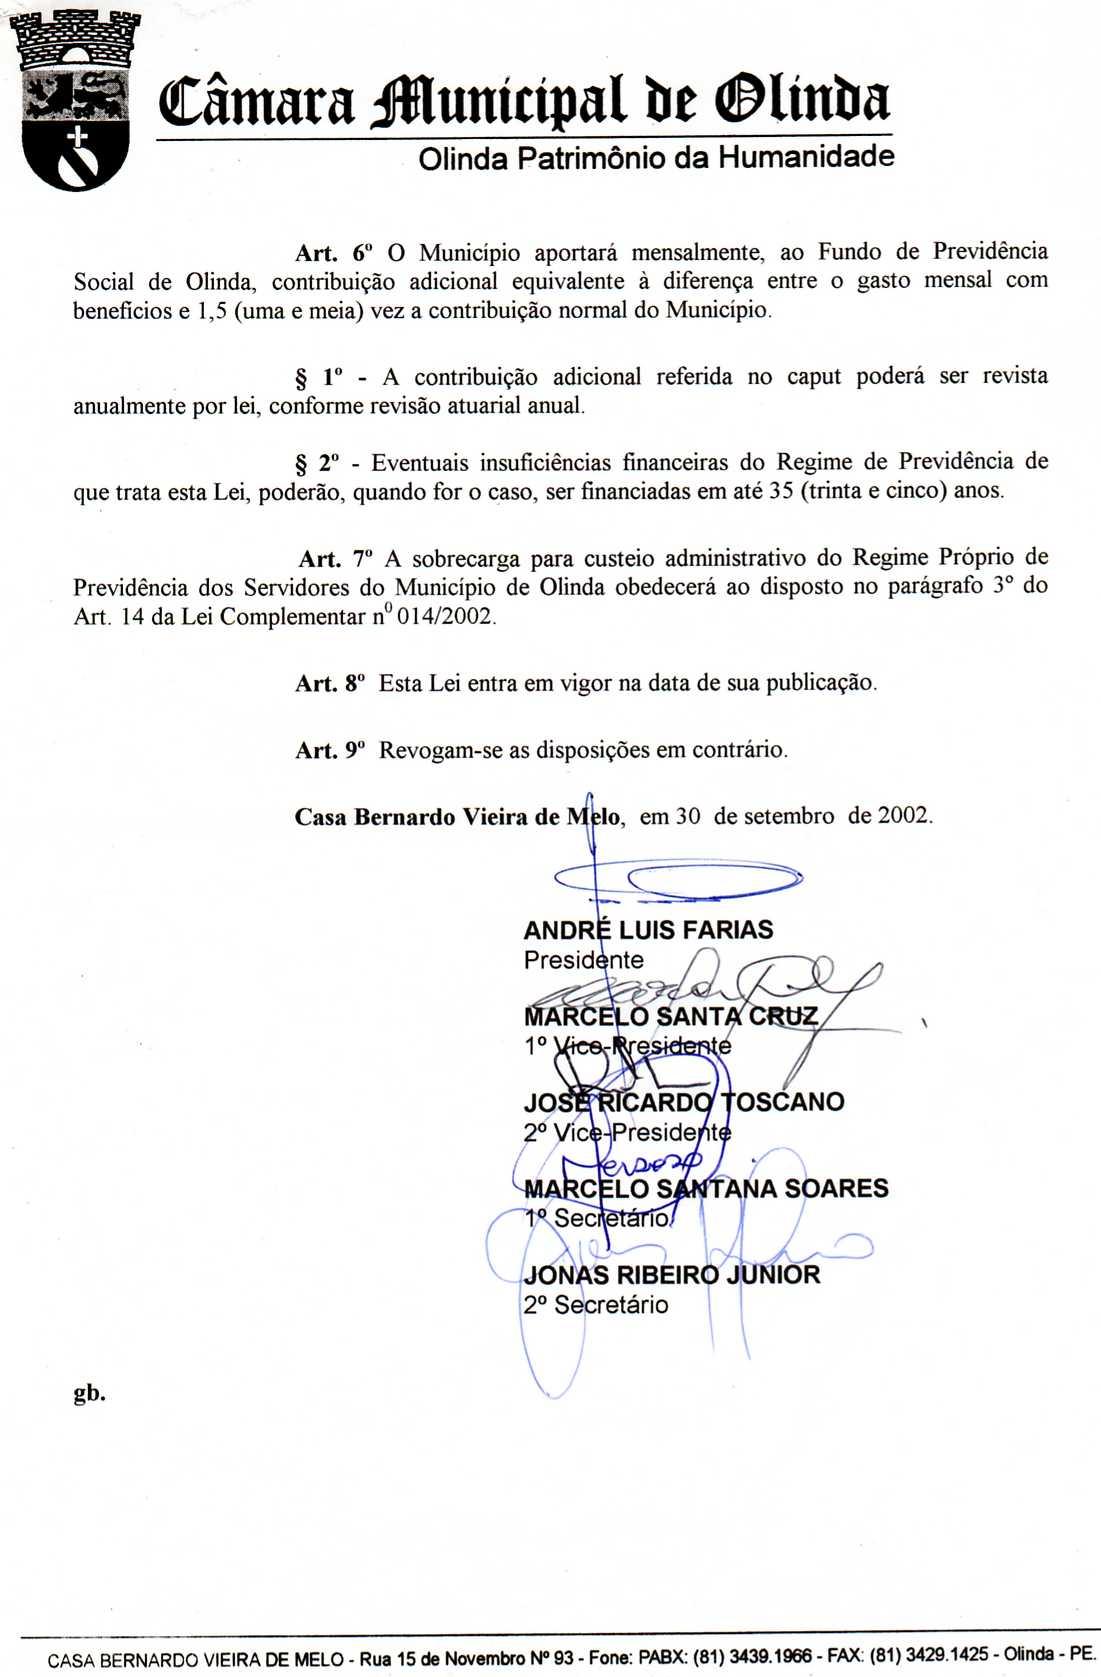 Câmara Municipal de Olinda
Olinda Patrimônio da Humanidade
Art. 6º O Município aportará mensalmente, ao Fundo de Previdência
Social de Olinda, contribuição adicional equivalente à diferença entre o gasto mensal com
benefícios e 1,5 (uma e meia) vez a contribuição normal do Município.
§ 1º - A contribuição adicional referida no caput poderá ser revista
anualmente por lei, conforme revisão atuarial anual.
§ 2º - Eventuais insuficiências financeiras do Regime de Previdência de
que trata esta Lei, poderão, quando for o caso, ser financiadas em até 35 (trinta e cinco) anos.
Art. 7º A sobrecarga para custeio administrativo do Regime Próprio de
Previdência dos Servidores do Município de Olinda obedecerá ao disposto no parágrafo 3º do
Art. 14 da Lei Complementar nº 014/2002.
Art. 8º Esta Lei entra em vigor na data de sua publicação.
Art. 9º Revogam-se as disposições em contrário.
Casa Bernardo Vieira de Melo, em 30 de setembro de 2002.
ANDRÉ LUIS FARIAS
Presidente
MARCELO SANTA CRUZ
1º Vice-Presidente
JOSÉ RICARDO TOSCANO
2º Vice-Presidente
MARCELO SANTANA SOARES
1º Secretário
JONAS RIBEIRO JUNIOR
2º Secretário
gb.
CASA BERNARDO VIEIRA DE MELO - Rua 15 de Novembro Nº 93 - Fone: PABX: (81) 3439.1966 - FAX: (81) 3429.1425 - Olinda - PE.